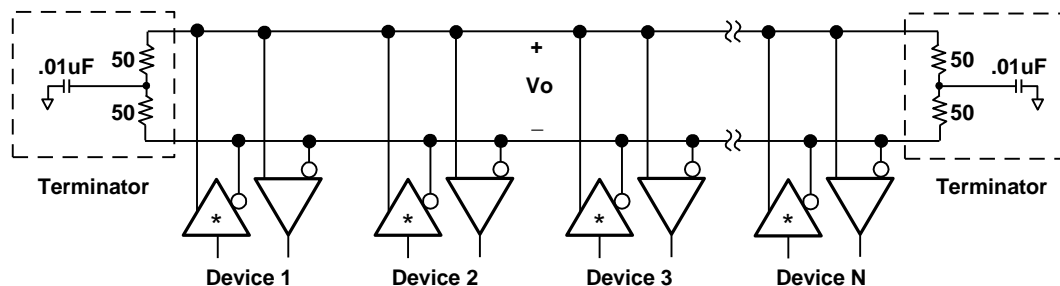 50
.01uF
50
+
Vo
–
50
.01uF
50
Terminator
Terminator
*
*
*
*
Device 1
Device 2
Device 3
Device N